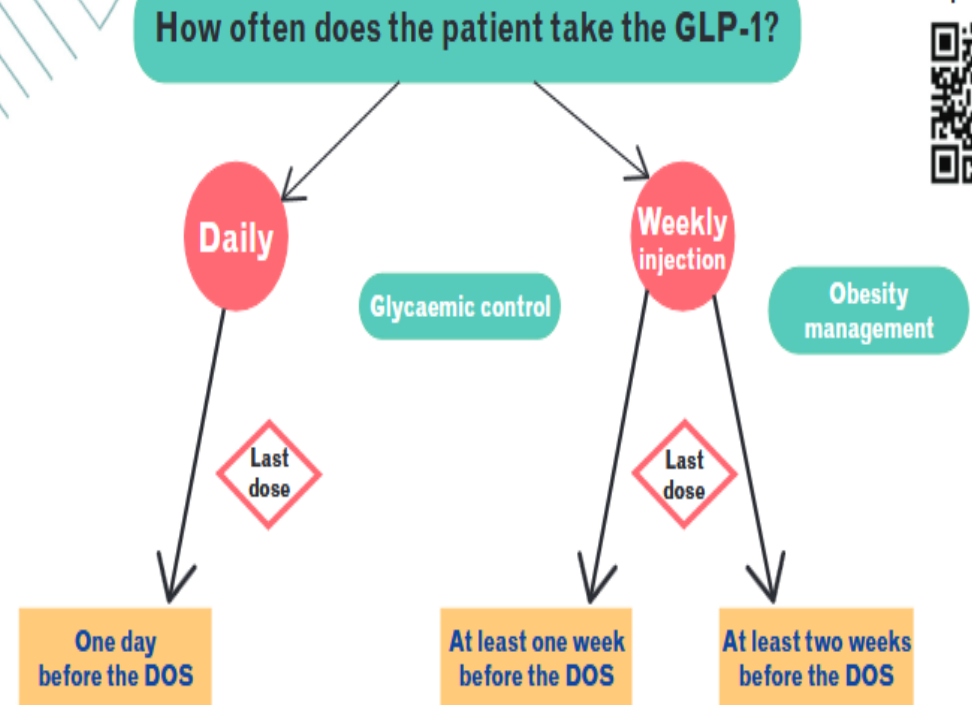 How often does the patient take the GLP-1?
Daily
Weekly
injection
Glycaemic control
Obesity
management
Last
dose
Last
dose
One day
before the DOS
At least one week
before the DOS
At least two weeks
before the DOS